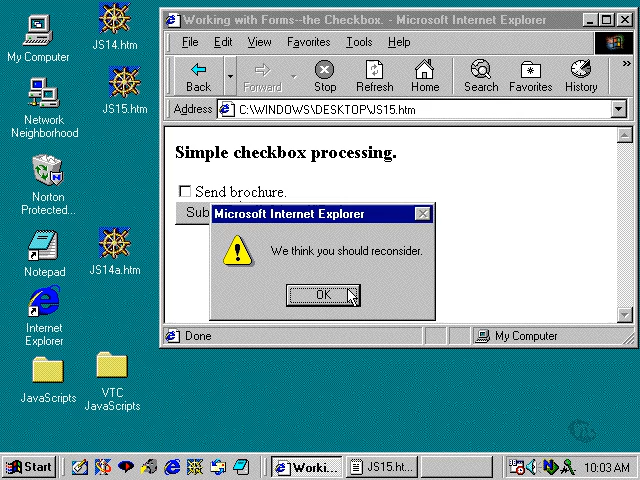 My Computer
JS14.htm
Network
Neighborhood
JS15.htm
Norton
Protected...
Notepad
JS14a.htm
Internet
Explorer
JavaScripts
VTC
JavaScripts
Working with Forms--the Checkbox. - Microsoft Internet Explorer
File Edit View Favorites Tools Help
Back Forward Stop Refresh Home Search Favorites History »
Address C:\WINDOWS\DESKTOP\JS15.htm
Simple checkbox processing.
Send brochure.
Sub
Microsoft Internet Explorer
We think you should reconsider.
OK
Done My Computer
Start Worki... JS15.ht... 10:03 AM